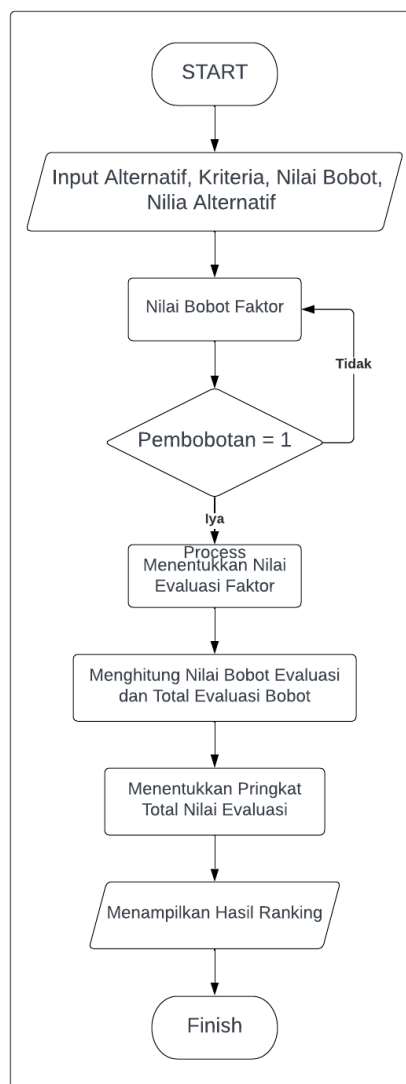 START
Input Alternatif, Kriteria, Nilai Bobot,
Nilia Alternatif
Nilai Bobot Faktor
Tidak
Pembobotan = 1
Iya
Process
Menentukkan Nilai
Evaluasi Faktor
Menghitung Nilai Bobot Evaluasi
dan Total Evaluasi Bobot
Menentukkan Pringkat
Total Nilai Evaluasi
Menampilkan Hasil Ranking
Finish